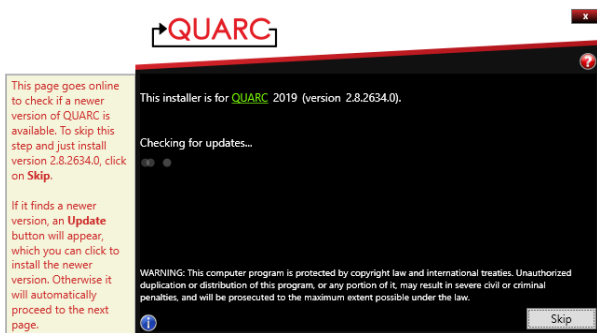 QUARC
x
?
This page goes online
to check if a newer
version of QUARC is
available. To skip this
step and just install
version 2.8.2634.0, click
on Skip.
If it finds a newer
version, an Update
button will appear,
which you can click to
install the newer
version. Otherwise it
will automatically
proceed to the next
page.
This installer is for QUARC 2019 (version 2.8.2634.0).
Checking for updates...
WARNING: This computer program is protected by copyright law and international treaties. Unauthorized
duplication or distribution of this program, or any portion of it, may result in severe civil or criminal
penalties, and will be prosecuted to the maximum extent possible under the law.
i
Skip